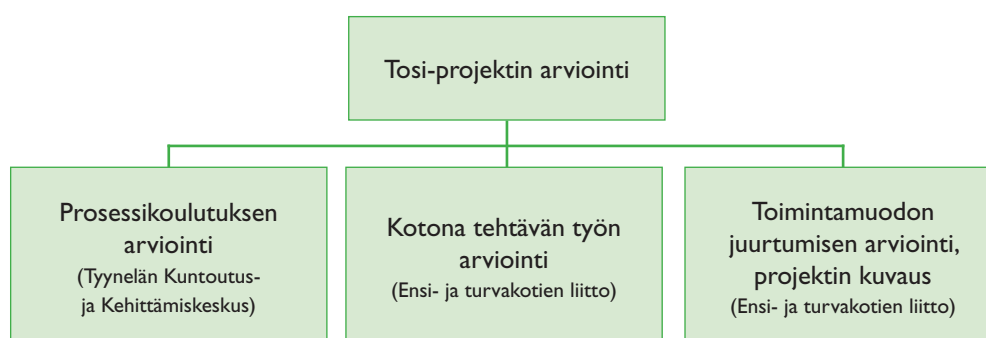 Tosi-projektin arviointi
Prosessikoulutuksen
arviointi
(Tyynelän Kuntoutus-
ja Kehittämiskeskus)
Kotona tehtävän työn
arviointi
(Ensi- ja turvakotien liitto)
Toimintamuodon
juurtumisen arviointi,
projektin kuvaus
(Ensi- ja turvakotien liitto)